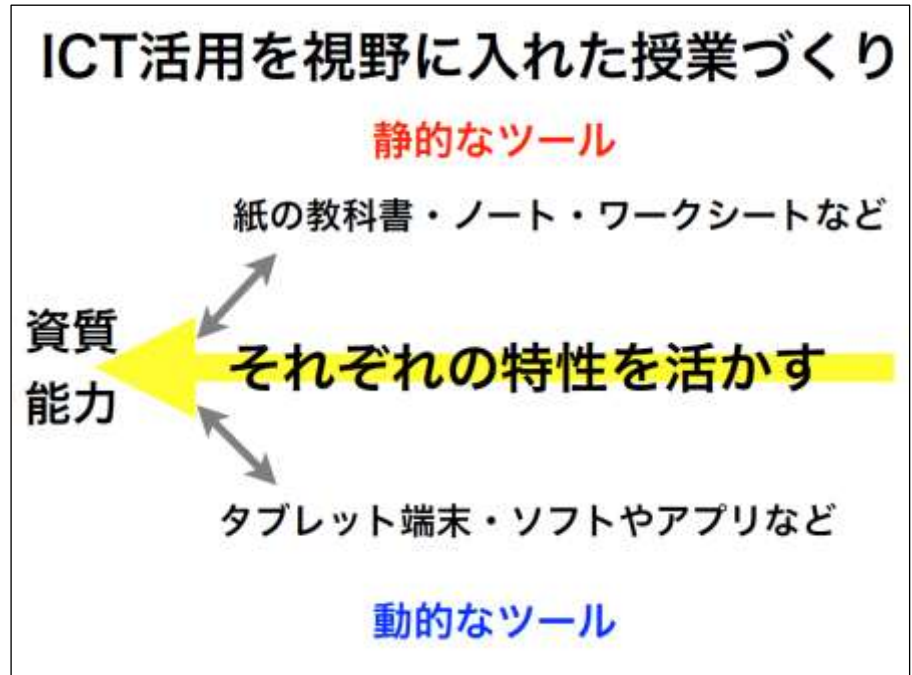 ICT活用を視野に入れた授業づくり
静的なツール
紙の教科書・ノート・ワークシートなど
資質
能力
それぞれの特性を活かす
タブレット端末・ソフトやアプリなど
動的なツール